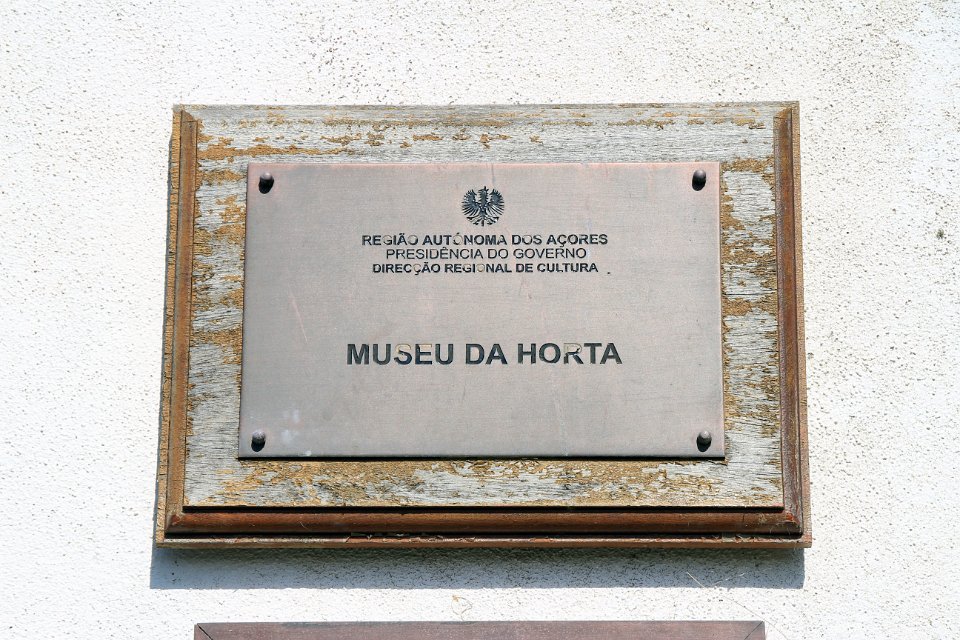 REGIÃO AUTÓNOMA DOS AÇORES
PRESIDÊNCIA DO GOVERNO
DIRECÇÃO REGIONAL DE CULTURA
MUSEU DA HORTA